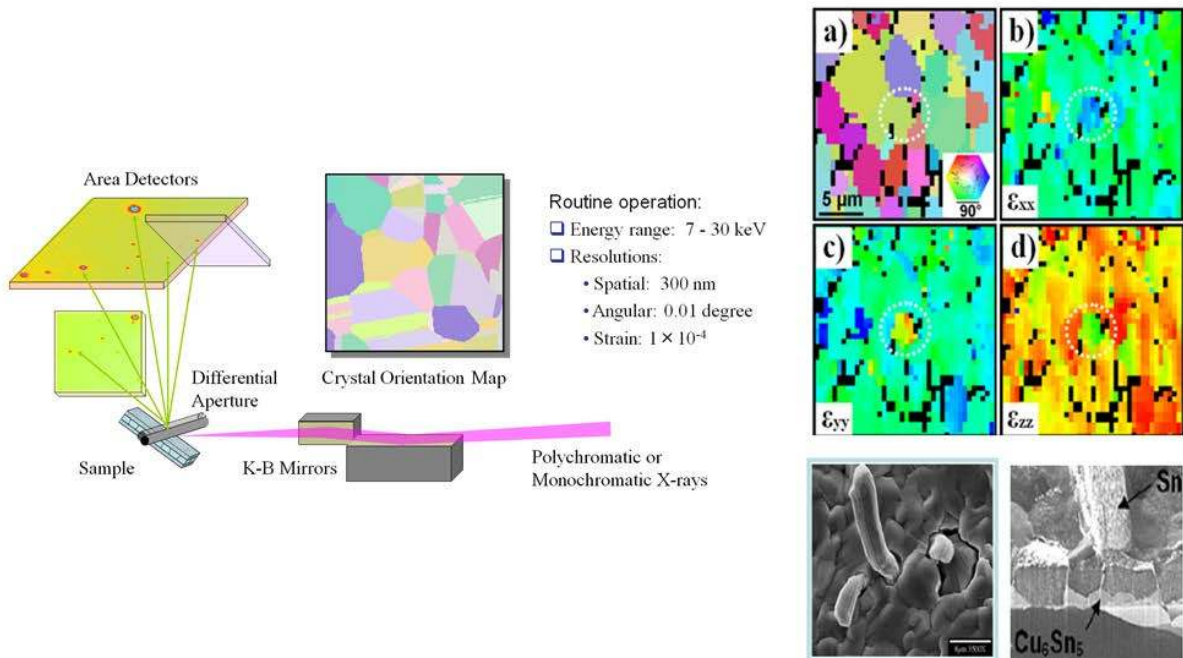 Area Detectors
Differential
Aperture
Sample
K-B Mirrors
Polychromatic or
Monochromatic X-rays
Crystal Orientation Map
Routine operation:
❑ Energy range: 7 - 30 keV
❑ Resolutions:
• Spatial: 300 nm
• Angular: 0.01 degree
• Strain: 1 × 10⁻⁴
a)
5 μm
90°
b)
εxx
c)
εyy
d)
εzz
Sn
Cu₆Sn₅